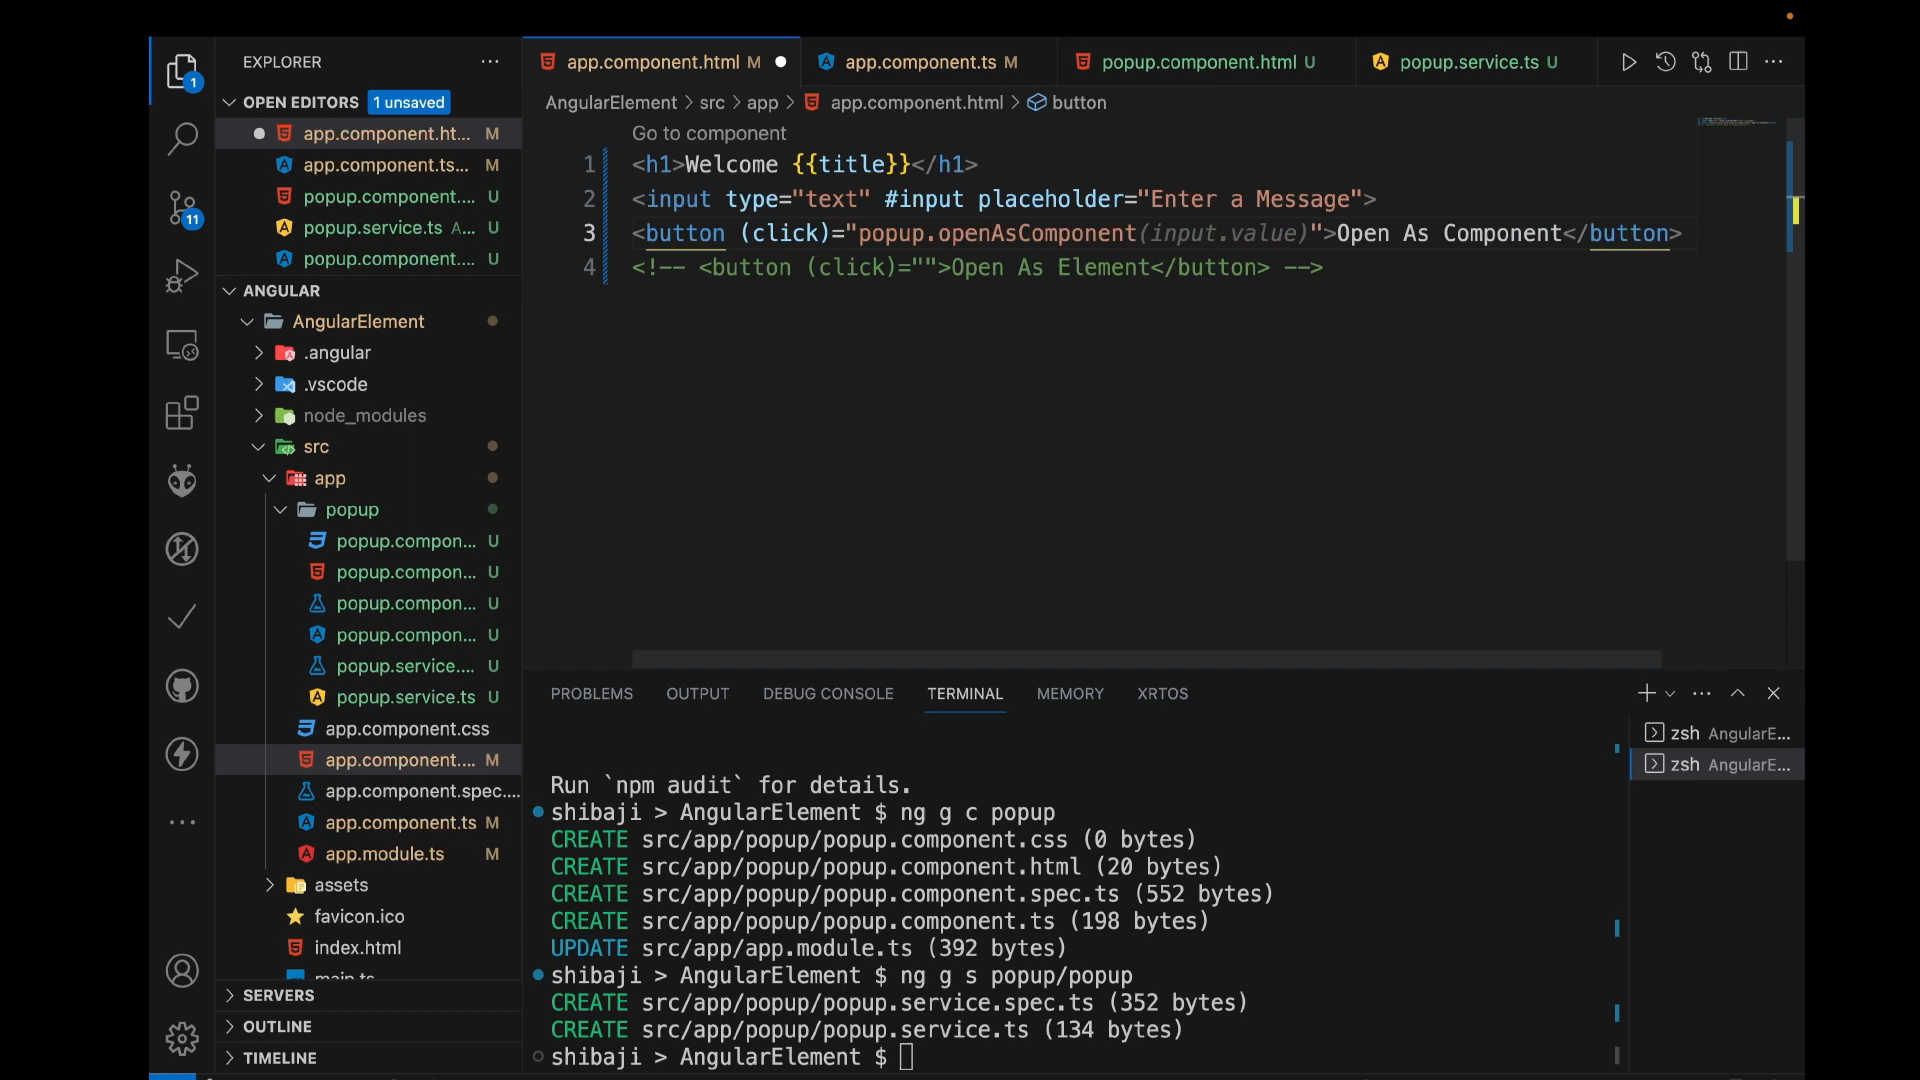 EXPLORER
OPEN EDITORS 1 unsaved
app.component.ht... M
app.component.ts... M
popup.component.... U
popup.service.ts A... U
popup.component.... U
ANGULAR
AngularElement
.angular
.vscode
node_modules
src
app
popup
popup.compon... U
popup.compon... U
popup.compon... U
popup.compon... U
popup.service.... U
popup.service.ts U
app.component.css
app.component.... M
app.component.spec....
app.component.ts M
app.module.ts M
assets
favicon.ico
index.html
main.ts
SERVERS
OUTLINE
TIMELINE
1
11
app.component.html M
app.component.ts M
popup.component.html U
popup.service.ts U
AngularElement > src > app > app.component.html > button
Go to component
1 <h1>Welcome {{title}}</h1>
2 <input type="text" #input placeholder="Enter a Message">
3 <button (click)="popup.openAsComponent(input.value)">Open As Component</button>
4 <!-- <button (click)="">Open As Element</button> -->
PROBLEMS OUTPUT DEBUG CONSOLE TERMINAL MEMORY XRTOS
Run `npm audit` for details.
shibaji > AngularElement $ ng g c popup
CREATE src/app/popup/popup.component.css (0 bytes)
CREATE src/app/popup/popup.component.html (20 bytes)
CREATE src/app/popup/popup.component.spec.ts (552 bytes)
CREATE src/app/popup/popup.component.ts (198 bytes)
UPDATE src/app/app.module.ts (392 bytes)
shibaji > AngularElement $ ng g s popup/popup
CREATE src/app/popup/popup.service.spec.ts (352 bytes)
CREATE src/app/popup/popup.service.ts (134 bytes)
shibaji > AngularElement $
zsh AngularE...
zsh AngularE...